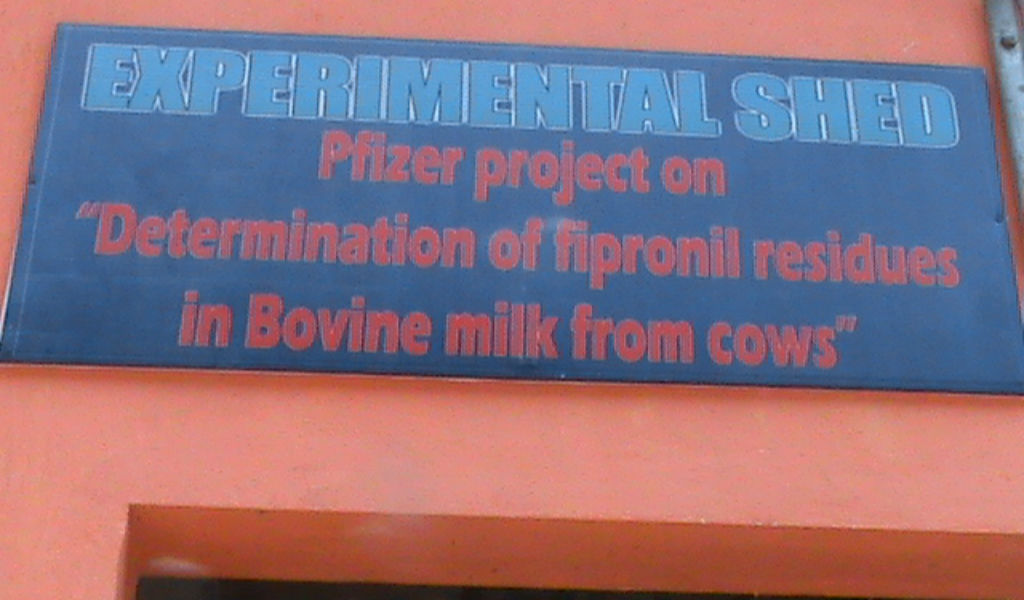 EXPERIMENTAL SHED
Pfizer project on
"Determination of fipronil residues
in Bovine milk from cows"